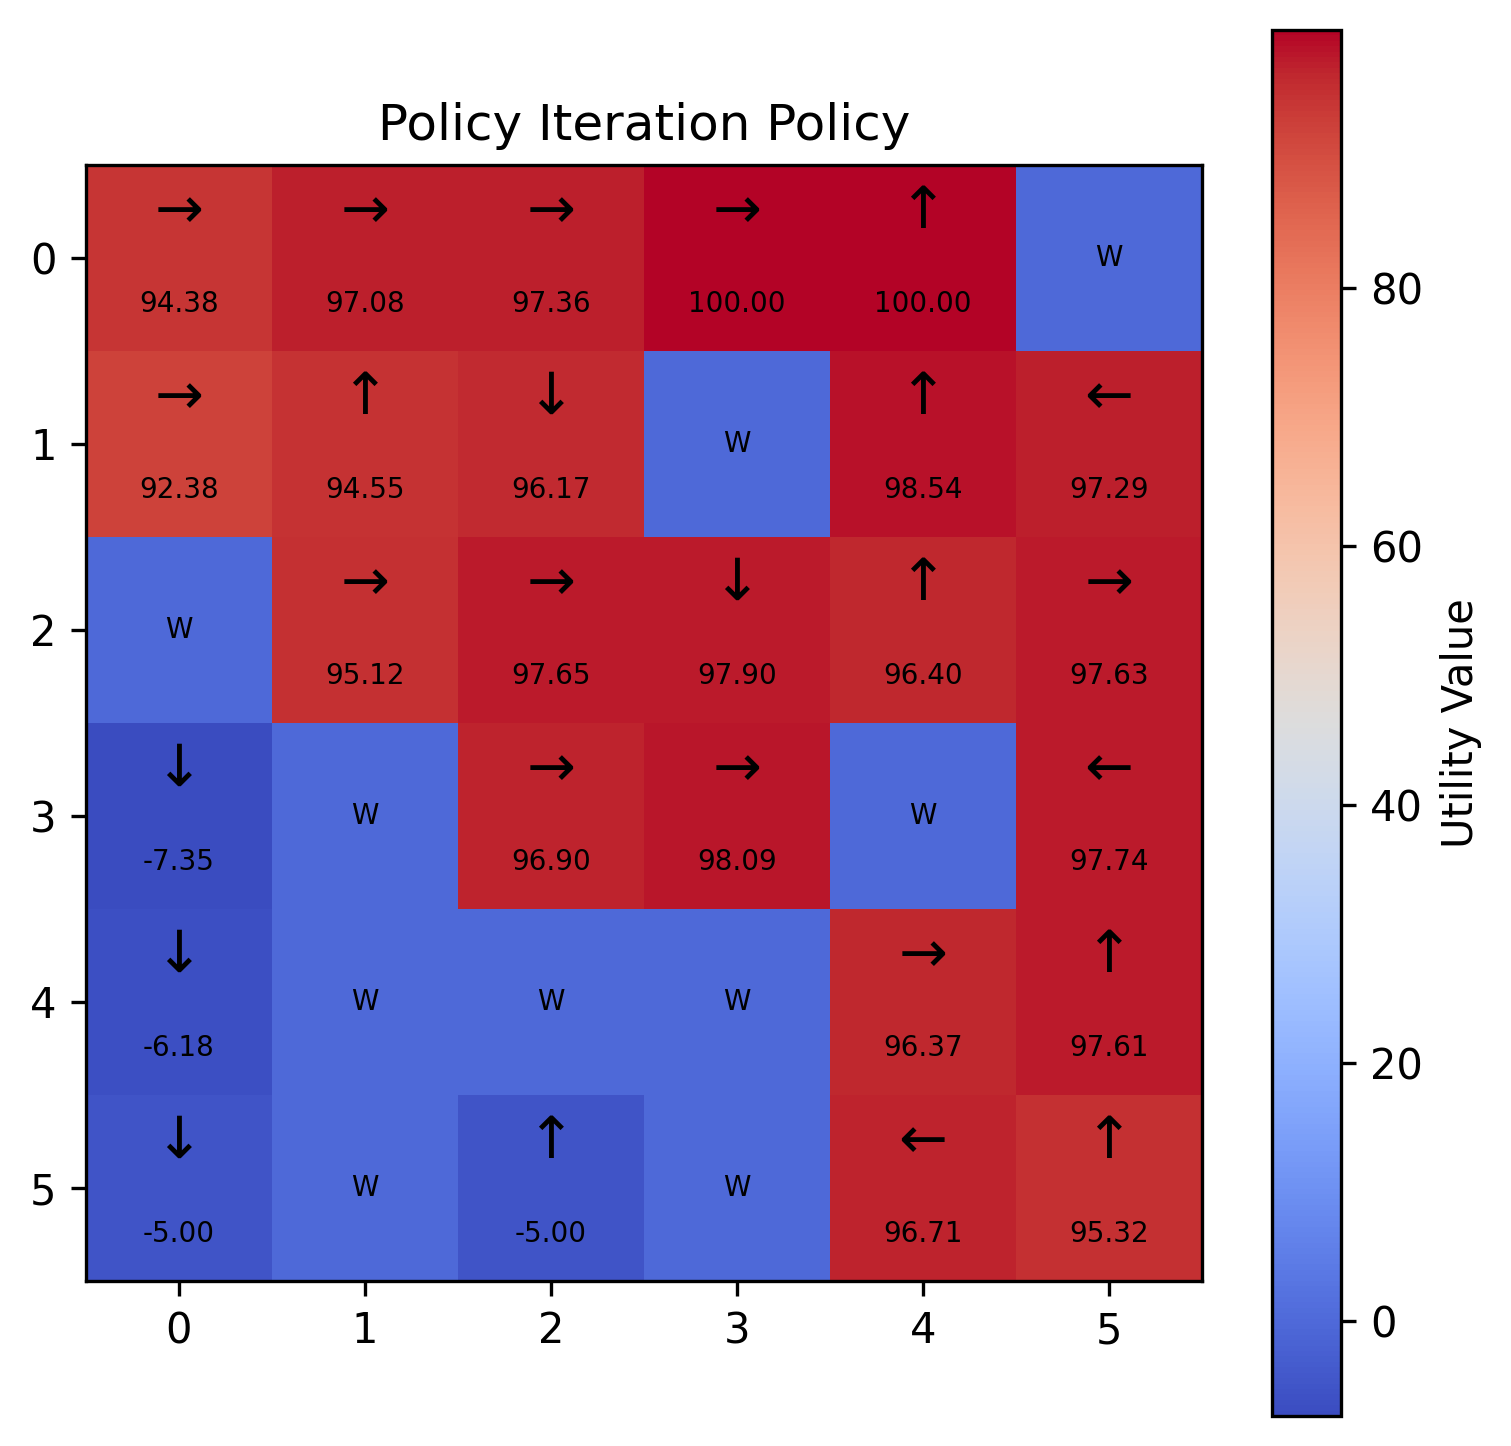 Policy Iteration Policy
0 → → → → ↑ W
94.38 97.08 97.36 100.00 100.00
1 → ↑ ↓ W ↑ ←
92.38 94.55 96.17 98.54 97.29
2 W → → ↓ ↑ →
95.12 97.65 97.90 96.40 97.63
3 ↓ W → → W ←
-7.35 96.90 98.09 97.74
4 ↓ W W W → ↑
-6.18 96.37 97.61
5 ↓ W ↑ W ← ↑
-5.00 -5.00 96.71 95.32
0 1 2 3 4 5
80
60
40
20
0
Utility Value